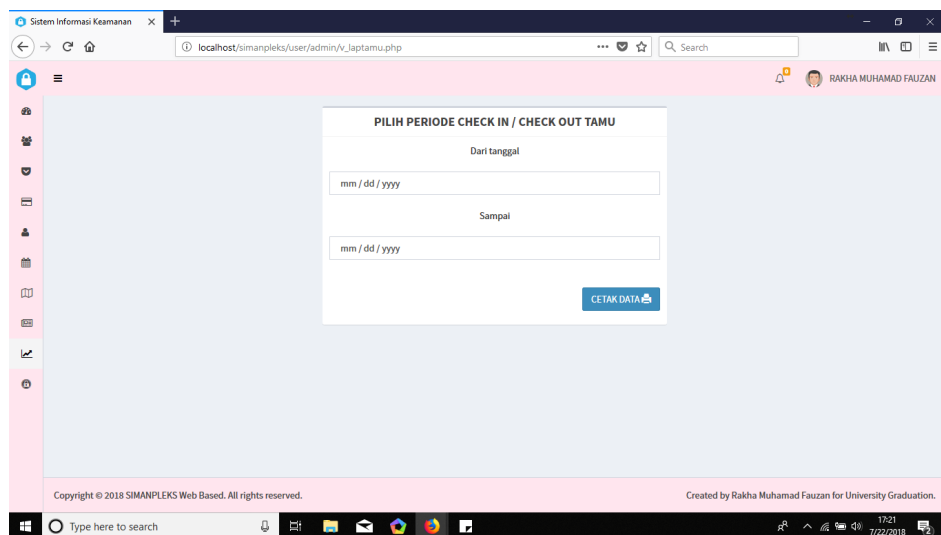 Sistem Informasi Keamanan
localhost/simanpleks/user/admin/v_laptamu.php
Search
RAKHA MUHAMAD FAUZAN
PILIH PERIODE CHECK IN / CHECK OUT TAMU
Dari tanggal
mm / dd / yyyy
Sampai
mm / dd / yyyy
CETAK DATA
Copyright © 2018 SIMANPLEKS Web Based. All rights reserved.
Created by Rakha Muhamad Fauzan for University Graduation.
Type here to search
17:21
7/22/2018